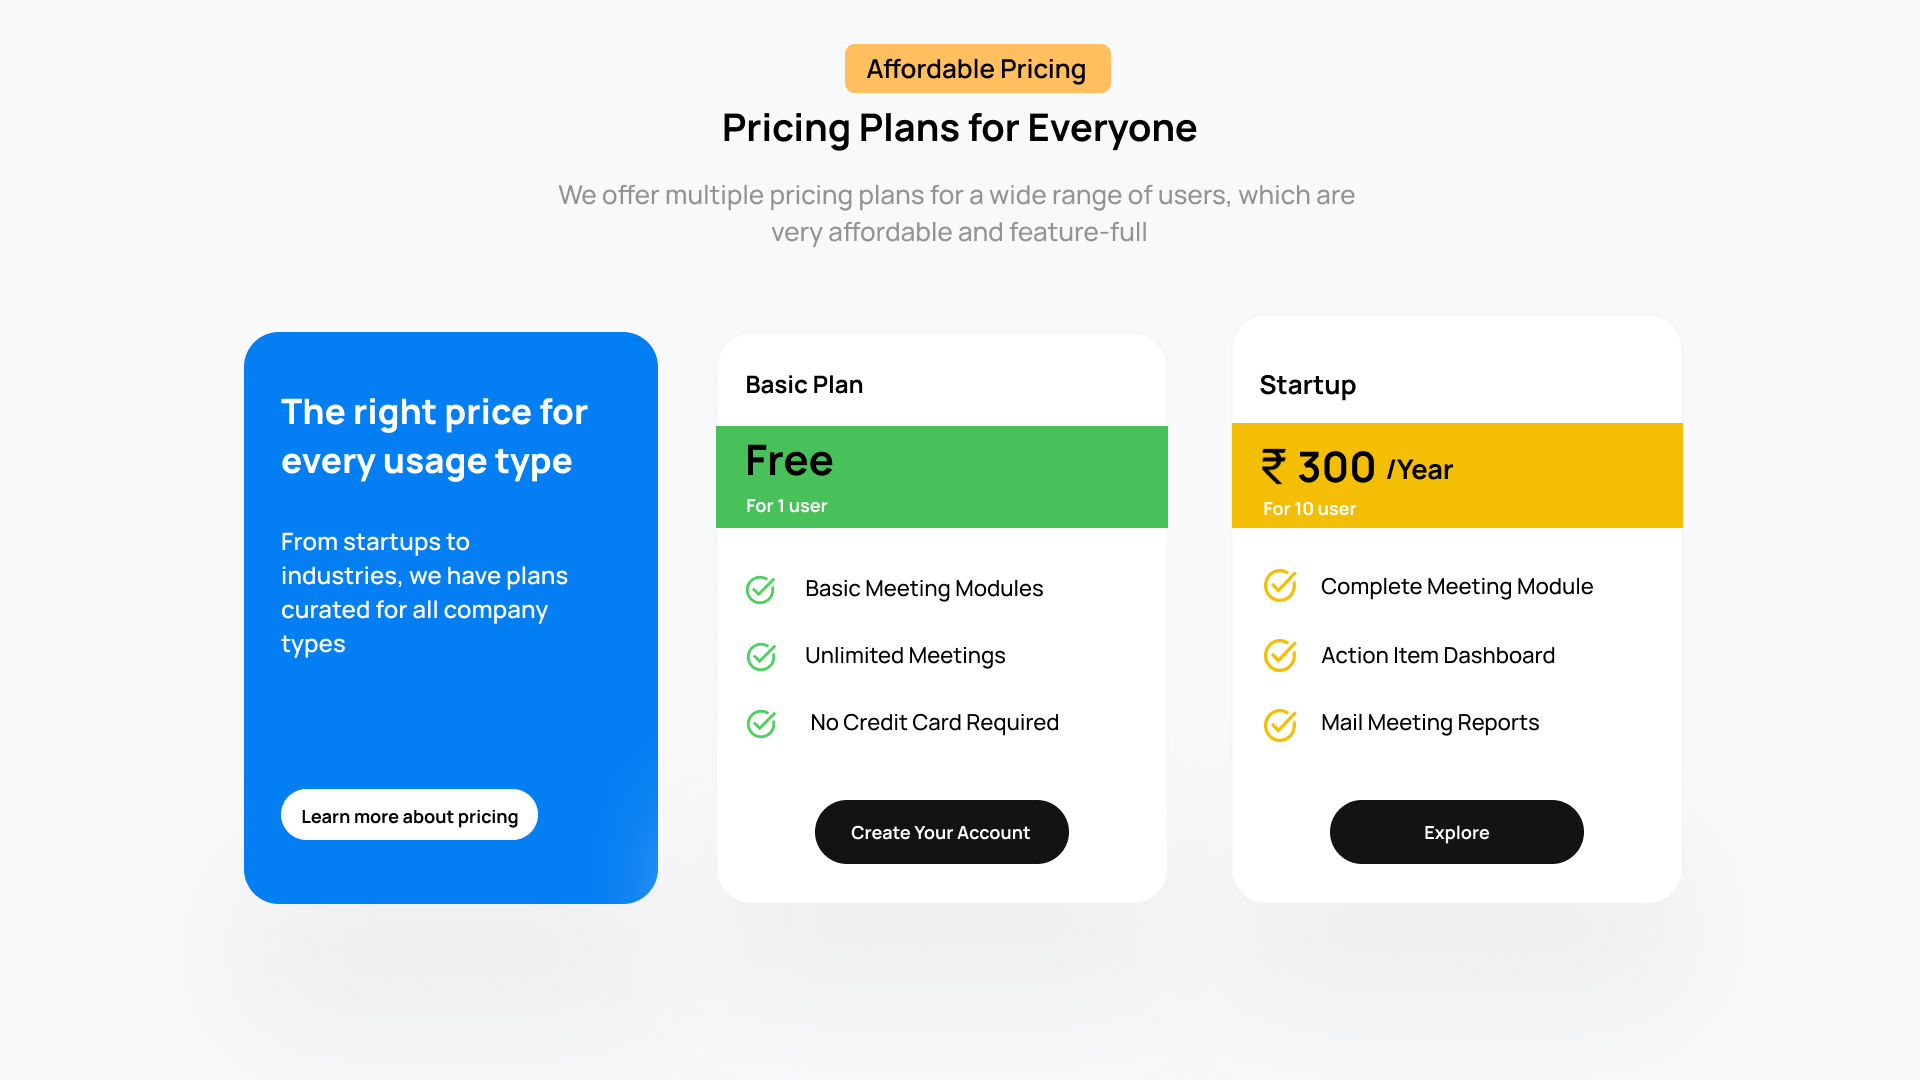 Affordable Pricing
Pricing Plans for Everyone
We offer multiple pricing plans for a wide range of users, which are
very affordable and feature-full
The right price for
every usage type
From startups to
industries, we have plans
curated for all company
types
Learn more about pricing
Basic Plan
Free
For 1 user
Basic Meeting Modules
Unlimited Meetings
No Credit Card Required
Create Your Account
Startup
₹ 300 /Year
For 10 user
Complete Meeting Module
Action Item Dashboard
Mail Meeting Reports
Explore